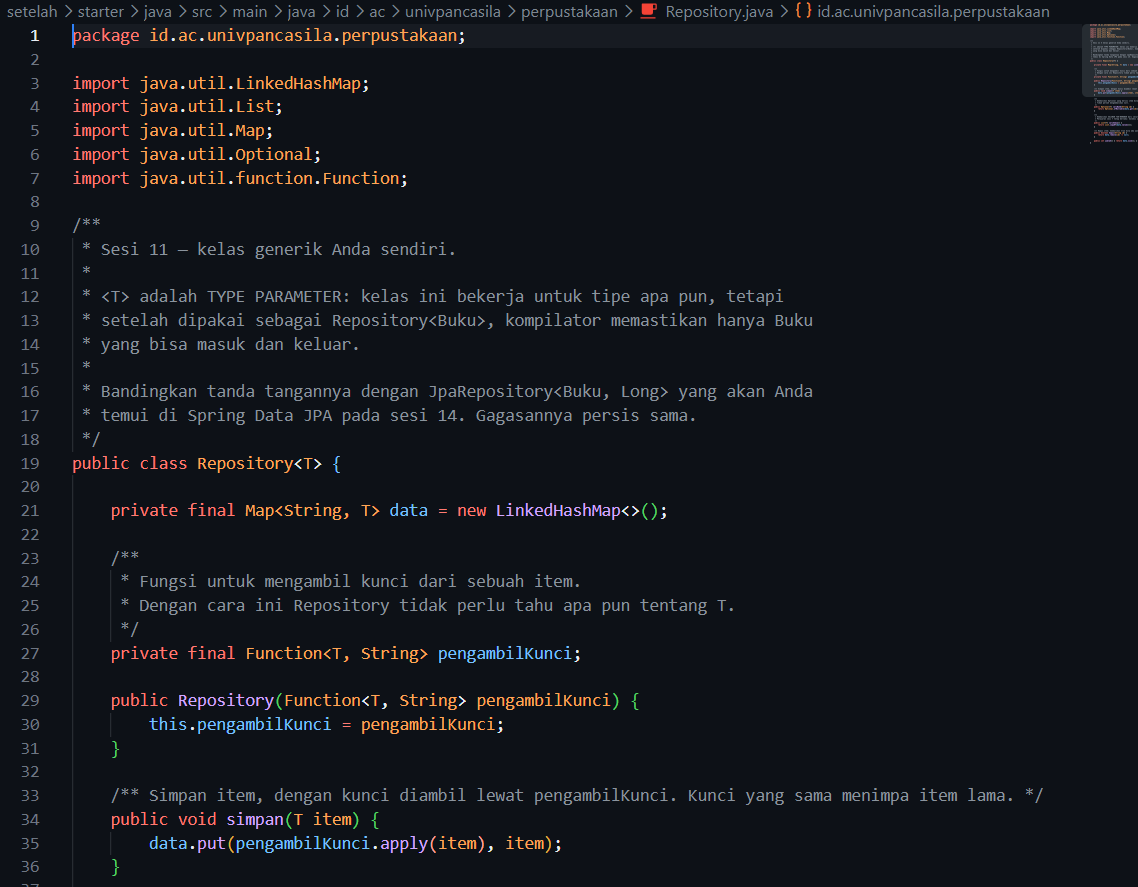 setelah > starter > java > src > main > java > id > ac > univpancasila > perpustakaan > Repository.java > {} id.ac.univpancasila.perpustakaan
1 package id.ac.univpancasila.perpustakaan;
2
3 import java.util.LinkedHashMap;
4 import java.util.List;
5 import java.util.Map;
6 import java.util.Optional;
7 import java.util.function.Function;
8
9 /**
10  * Sesi 11 — kelas generik Anda sendiri.
11  *
12  * <T> adalah TYPE PARAMETER: kelas ini bekerja untuk tipe apa pun, tetapi
13  * setelah dipakai sebagai Repository<Buku>, kompilator memastikan hanya Buku
14  * yang bisa masuk dan keluar.
15  *
16  * Bandingkan tanda tangannya dengan JpaRepository<Buku, Long> yang akan Anda
17  * temui di Spring Data JPA pada sesi 14. Gagasannya persis sama.
18  */
19 public class Repository<T> {
20
21     private final Map<String, T> data = new LinkedHashMap<>();
22
23     /**
24      * Fungsi untuk mengambil kunci dari sebuah item.
25      * Dengan cara ini Repository tidak perlu tahu apa pun tentang T.
26      */
27     private final Function<T, String> pengambilKunci;
28
29     public Repository(Function<T, String> pengambilKunci) {
30         this.pengambilKunci = pengambilKunci;
31     }
32
33     /** Simpan item, dengan kunci diambil lewat pengambilKunci. Kunci yang sama menimpa item lama. */
34     public void simpan(T item) {
35         data.put(pengambilKunci.apply(item), item);
36     }